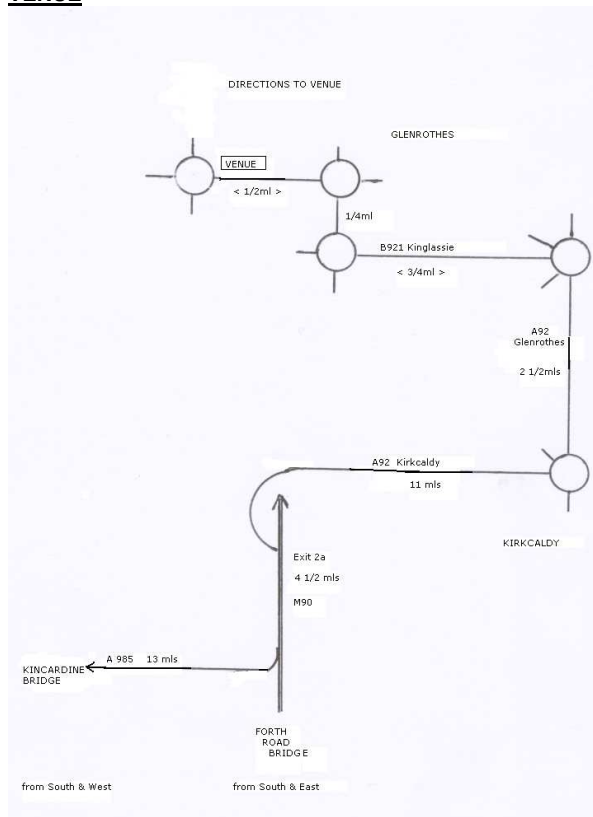 VENUE
DIRECTIONS TO VENUE
GLENROTHES
VENUE
< 1/2ml >
1/4ml
B921 Kinglassie
< 3/4ml >
A92
Glenrothes
2 1/2mls
A92 Kirkcaldy
11 mls
KIRKCALDY
Exit 2a
4 1/2 mls
M90
A 985 13 mls
KINCARDINE
BRIDGE
FORTH
ROAD
BRIDGE
from South & West
from South & East